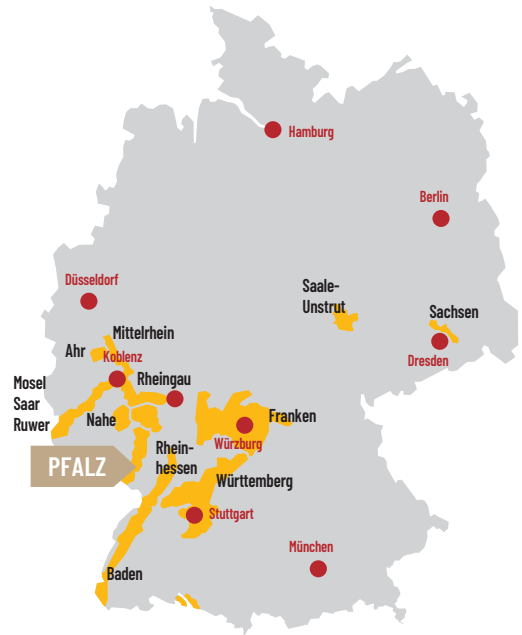 Hamburg
Berlin
Düsseldorf
Saale-
Unstrut
Sachsen
Mittelrhein
Ahr
Koblenz
Dresden
Rheingau
Mosel
Saar
Ruwer
Nahe
Franken
Würzburg
Rhein-
hessen
PFALZ
Württemberg
Stuttgart
München
Baden